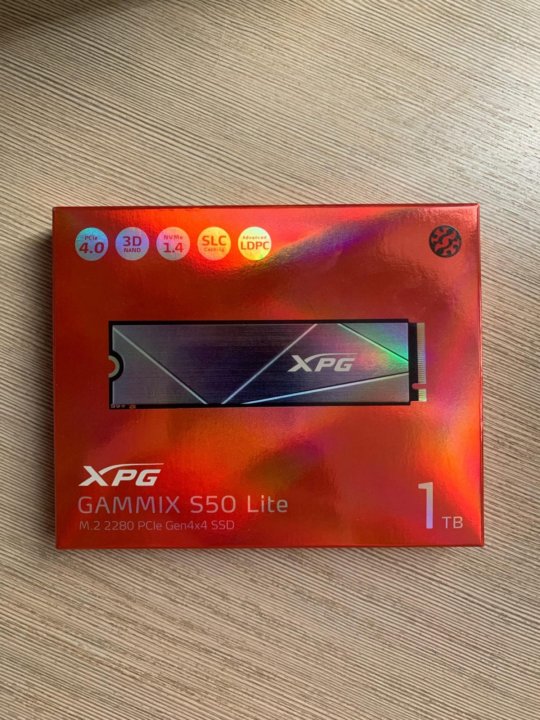 PCIe
4.0
3D
NAND
NVMe
1.4
SLC
Caching
Advanced
LDPC
XPG
XPG
GAMMIX S50 Lite
M.2 2280 PCIe Gen4x4 SSD
1 TB